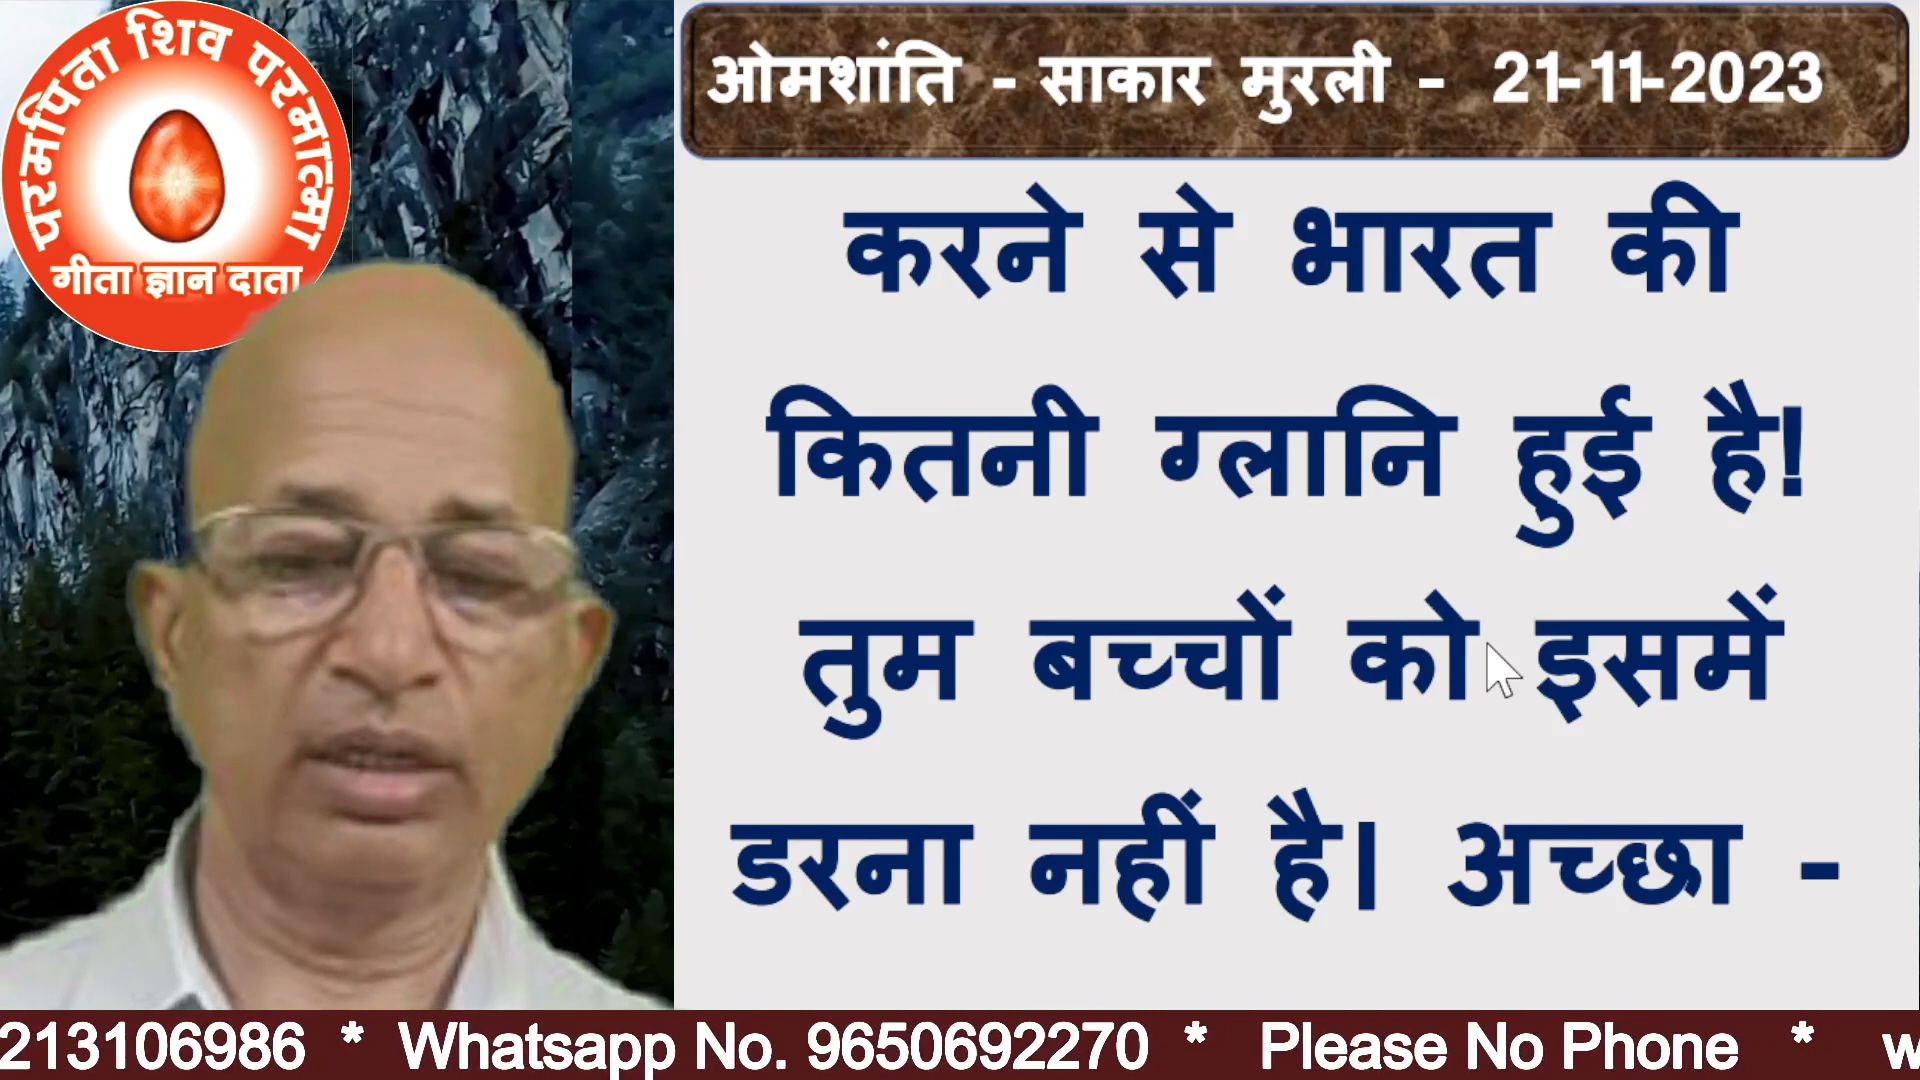 परमपिता शिव परमात्मा
गीता ज्ञान दाता
ओमशांति - साकार मुरली - 21-11-2023
करने से भारत की
कितनी ग्लानि हुई है!
तुम बच्चों को इसमें
डरना नहीं है। अच्छा -
213106986 * Whatsapp No. 9650692270 * Please No Phone * w